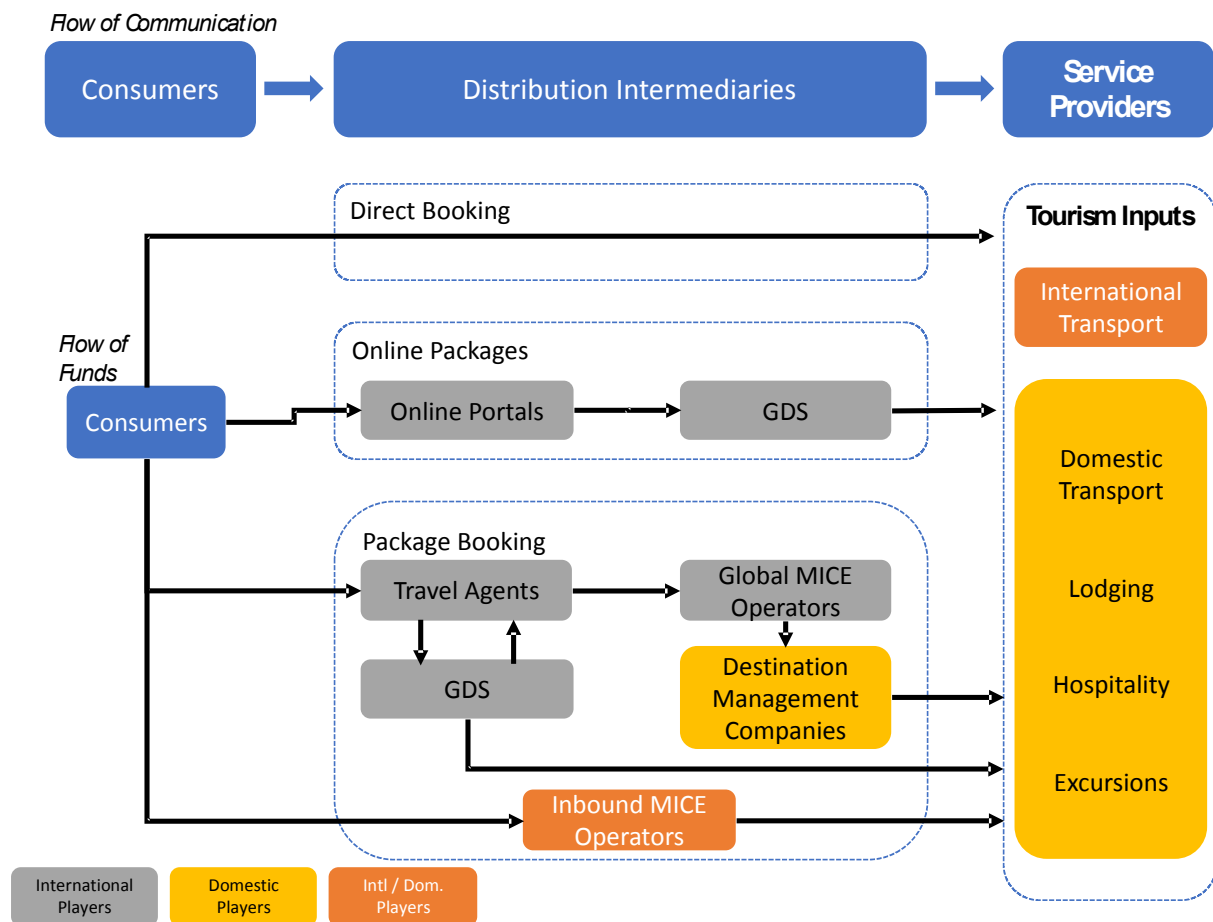 Flow of Communication
Consumers
Distribution Intermediaries
Service
Providers
Direct Booking
Tourism Inputs
International
Transport
Flow of
Funds
Online Packages
Consumers
Online Portals
GDS
Domestic
Transport
Package Booking
Travel Agents
Global MICE
Operators
Lodging
GDS
Destination
Management
Companies
Hospitality
Excursions
Inbound MICE
Operators
International
Players
Domestic
Players
Intl / Dom.
Players